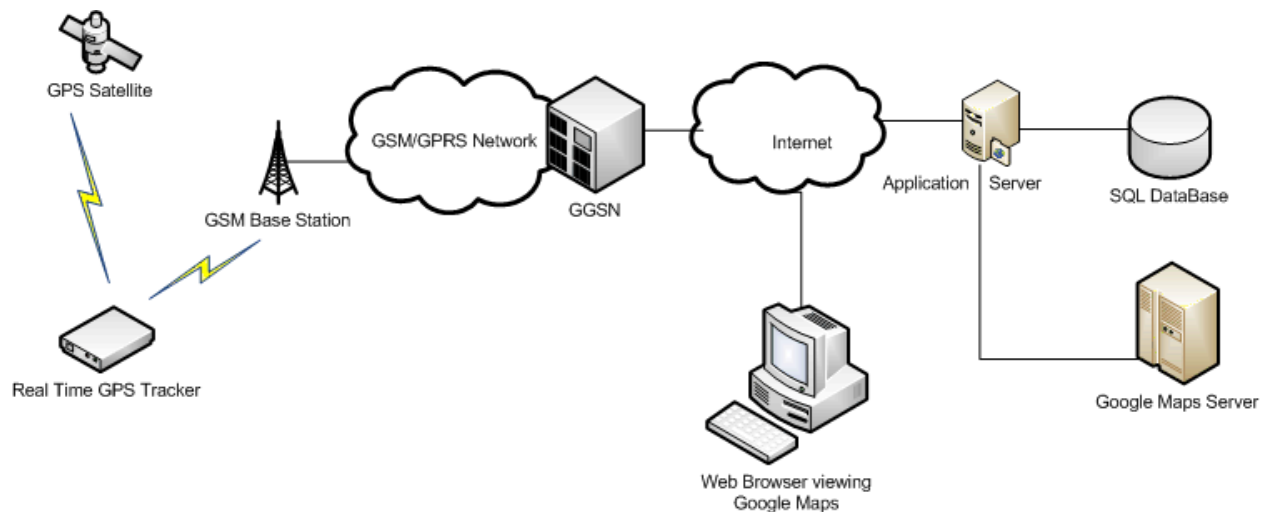 GPS Satellite
GSM/GPRS Network
Internet
GSM Base Station
GGSN
Application Server
SQL DataBase
Real Time GPS Tracker
Google Maps Server
Web Browser viewing
Google Maps